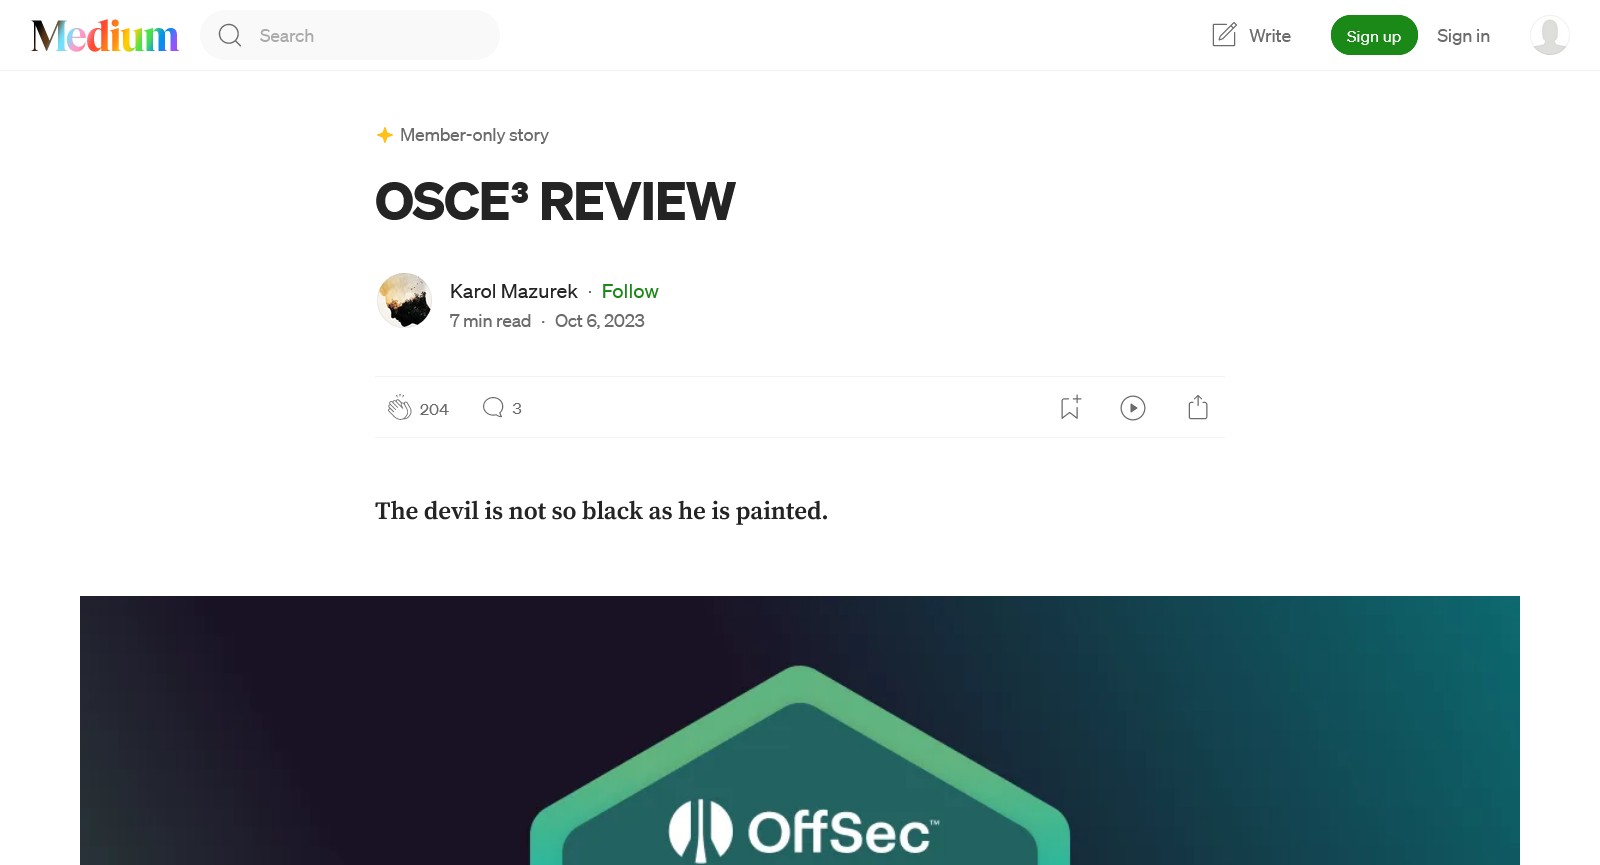 Medium
Search
Write
Sign up
Sign in
Member-only story
OSCE³ REVIEW
Karol Mazurek · Follow
7 min read · Oct 6, 2023
204
3
The devil is not so black as he is painted.
OffSec™